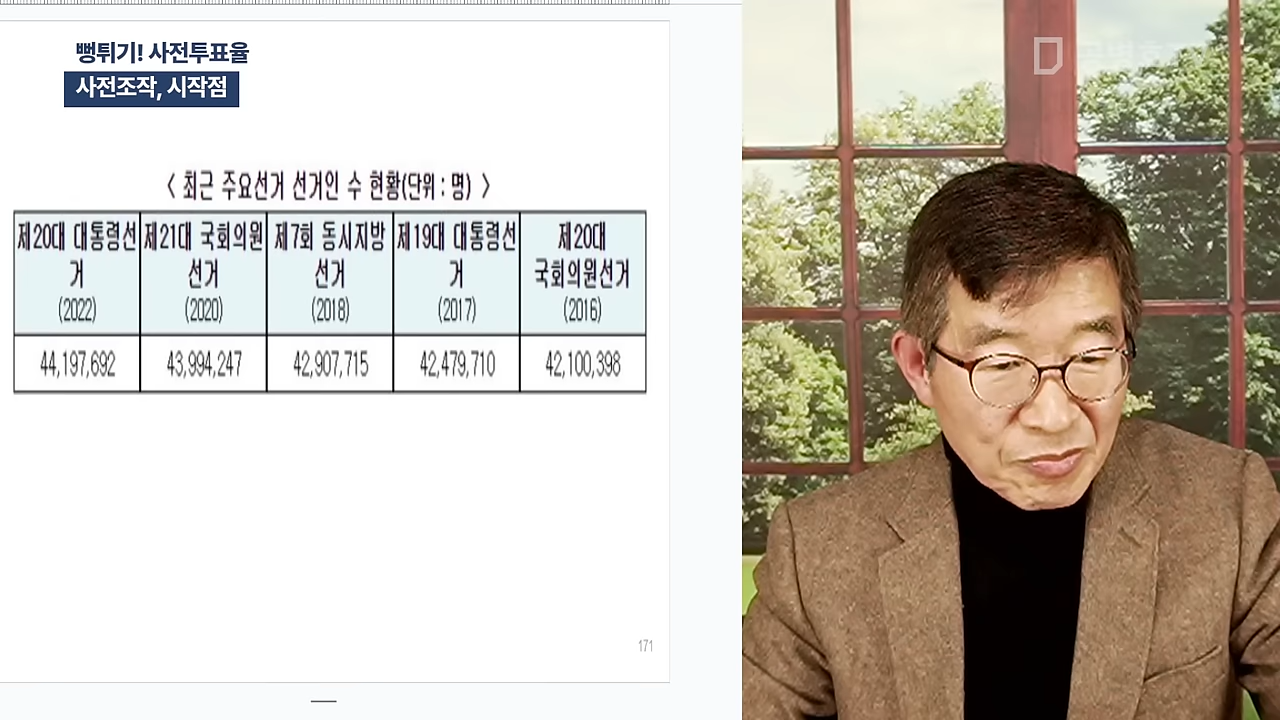 뻥튀기! 사전투표율
사전조작, 시작점
< 최근 주요선거 선거인 수 현황(단위 : 명) >
제20대 대통령선거 (2022)
제21대 국회의원선거 (2020)
제7회 동시지방선거 (2018)
제19대 대통령선거 (2017)
제20대 국회의원선거 (2016)
44,197,692 43,994,247 42,907,715 42,479,710 42,100,398
171